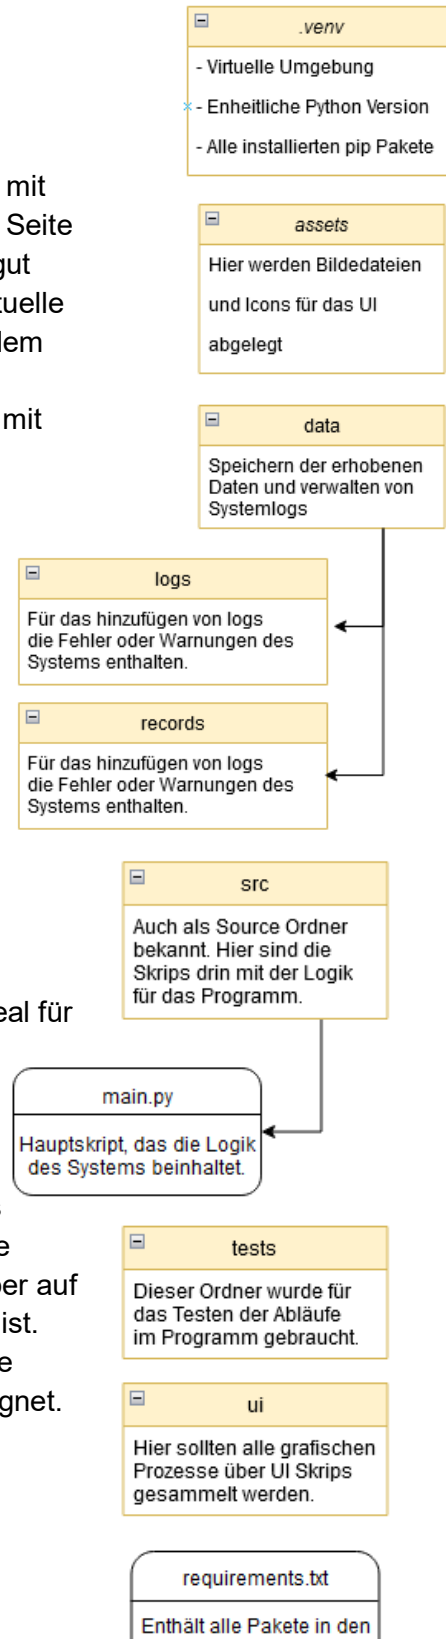 .venv
- Virtuelle Umgebung
- Enheitliche Python Version
- Alle installierten pip Pakete
mit
Seite
gut
tuelle
dem
mit
assets
Hier werden Bildedateien
und Icons für das UI
abgelegt
data
Speichern der erhobenen
Daten und verwalten von
Systemlogs
logs
Für das hinzufügen von logs
die Fehler oder Warnungen des
Systems enthalten.
records
Für das hinzufügen von logs
die Fehler oder Warnungen des
Systems enthalten.
src
Auch als Source Ordner
bekannt. Hier sind die
Skrips drin mit der Logik
für das Programm.
eal für
main.py
Hauptskript, das die Logik
des Systems beinhaltet.
s
e
er auf
ist.
e
gnet.
tests
Dieser Ordner wurde für
das Testen der Abläufe
im Programm gebraucht.
ui
Hier sollten alle grafischen
Prozesse über UI Skrips
gesammelt werden.
requirements.txt
Enthält alle Pakete in den